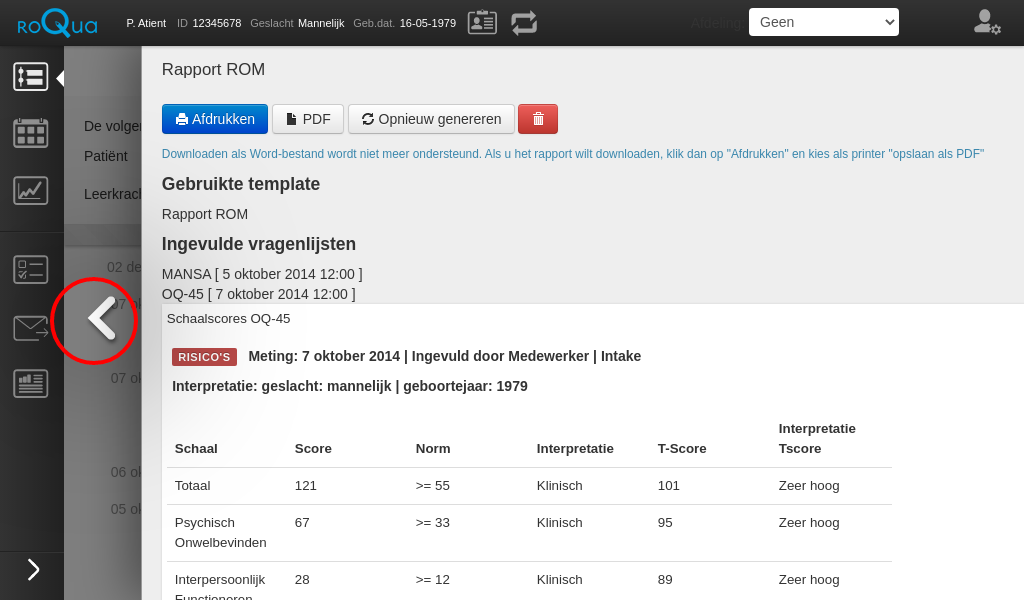 roQua P. Atient ID 12345678 Geslacht Mannelijk Geb.dat. 16-05-1979 Afdeling Geen
Rapport ROM
Afdrukken PDF Opnieuw genereren
Downloaden als Word-bestand wordt niet meer ondersteund. Als u het rapport wilt downloaden, klik dan op "Afdrukken" en kies als printer "opslaan als PDF"
De volge
Patiënt
Leerkrac
02 de
07 o
07 ok
06 ok
05 ok
Gebruikte template
Rapport ROM
Ingevulde vragenlijsten
MANSA [ 5 oktober 2014 12:00 ]
OQ-45 [ 7 oktober 2014 12:00 ]
Schaalscores OQ-45
RISICO'S Meting: 7 oktober 2014 | Ingevuld door Medewerker | Intake
Interpretatie: geslacht: mannelijk | geboortejaar: 1979
Schaal Score Norm Interpretatie T-Score Interpretatie Tscore
Totaal 121 >= 55 Klinisch 101 Zeer hoog
Psychisch Onwelbevinden 67 >= 33 Klinisch 95 Zeer hoog
Interpersoonlijk Functioneren 28 >= 12 Klinisch 89 Zeer hoog